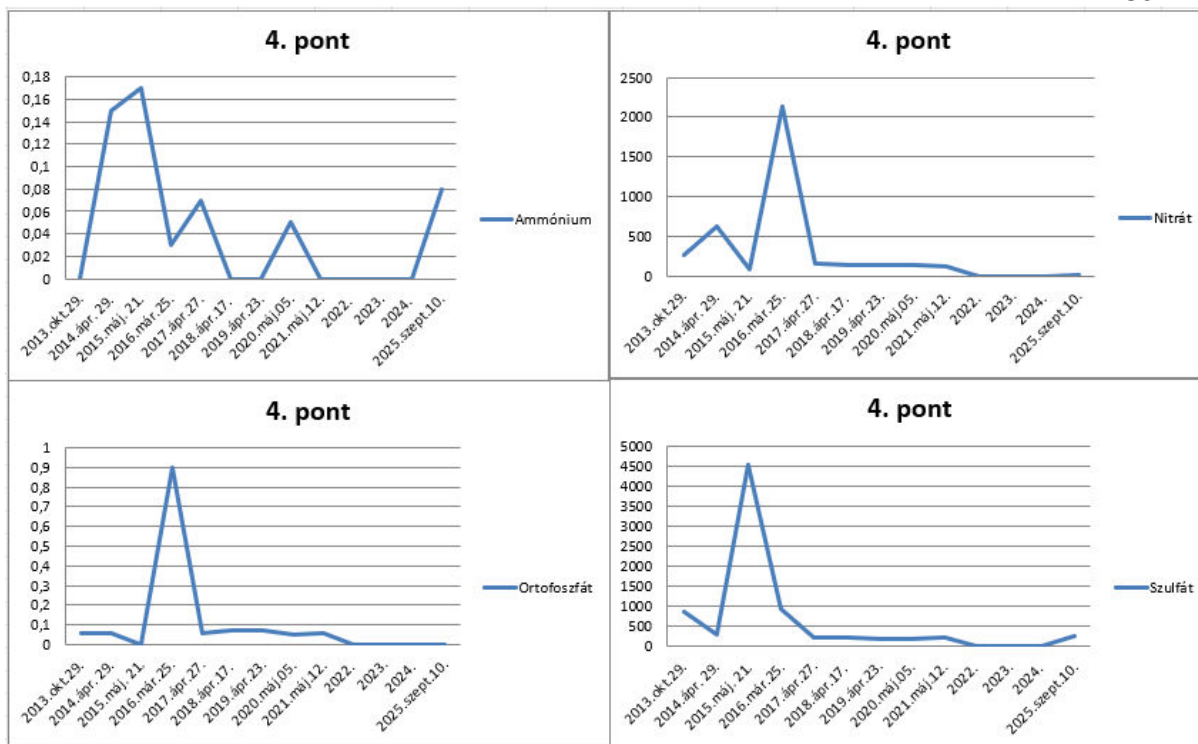 4. pont
0,18
0,16
0,14
0,12
0,1
0,08
0,06
0,04
0,02
0
Ammónium
2013.okt.29.
2014.ápr. 29.
2015.máj. 21.
2016.már.25.
2017.ápr.27.
2018.ápr.17.
2019.ápr.23.
2020.máj.05.
2021.máj.12.
2022.
2023.
2024.
2025.szept.10.
4. pont
2500
2000
1500
1000
500
0
Nitrát
2013.okt.29.
2014.ápr. 29.
2015.máj. 21.
2016.már.25.
2017.ápr.27.
2018.ápr.17.
2019.ápr.23.
2020.máj.05.
2021.máj.12.
2022.
2023.
2024.
2025.szept.10.
4. pont
1
0,9
0,8
0,7
0,6
0,5
0,4
0,3
0,2
0,1
0
Ortofoszfát
2013.okt.29.
2014.ápr. 29.
2015.máj. 21.
2016.már.25.
2017.ápr.27.
2018.ápr.17.
2019.ápr.23.
2020.máj.05.
2021.máj.12.
2022.
2023.
2024.
2025.szept.10.
4. pont
5000
4500
4000
3500
3000
2500
2000
1500
1000
500
0
Szulfát
2013.okt.29.
2014.ápr. 29.
2015.máj. 21.
2016.már.25.
2017.ápr.27.
2018.ápr.17.
2019.ápr.23.
2020.máj.05.
2021.máj.12.
2022.
2023.
2024.
2025.szept.10.